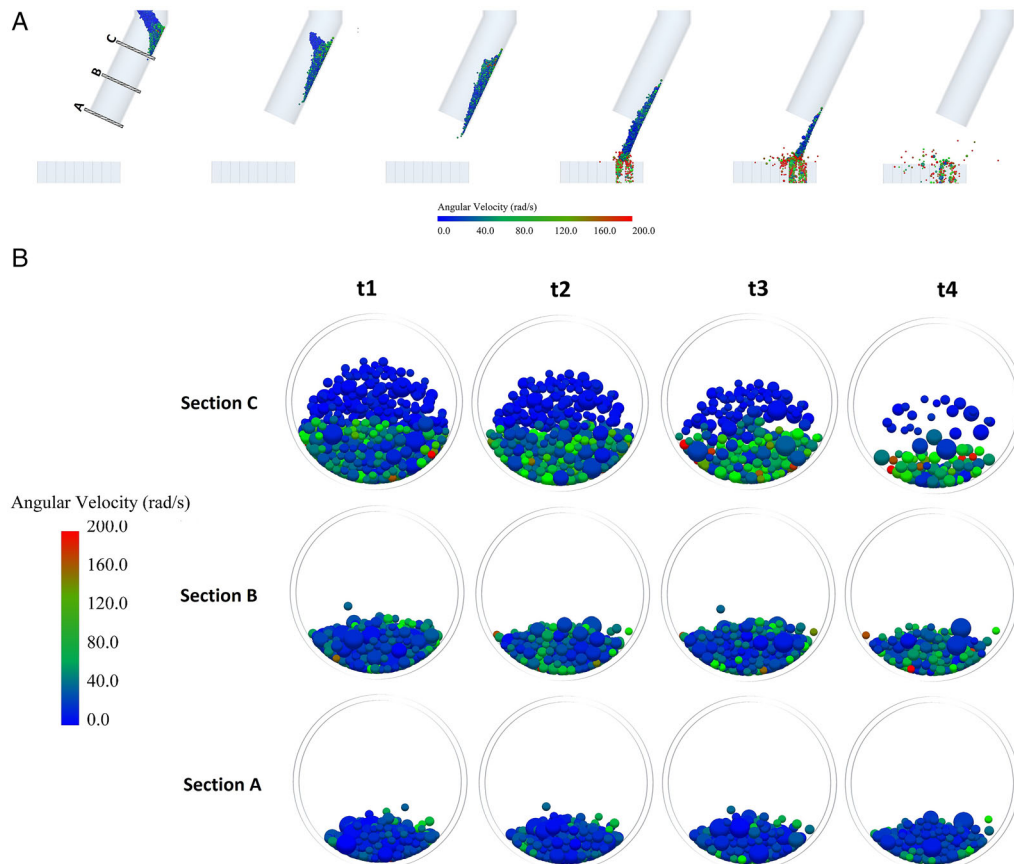 A
C
B
A
Angular Velocity (rad/s)
0.0 40.0 80.0 120.0 160.0 200.0
B
t1 t2 t3 t4
Section C
Angular Velocity (rad/s)
200.0
160.0
120.0
80.0
40.0
0.0
Section B
Section A